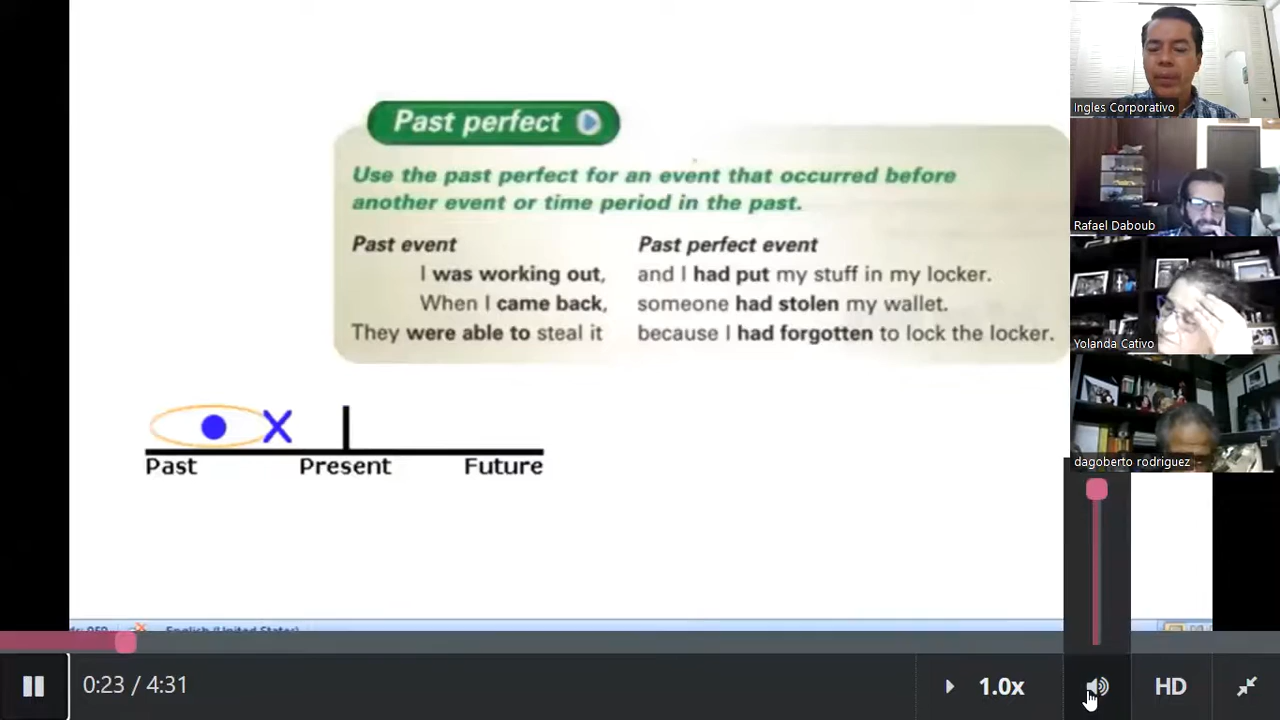 Past perfect
Use the past perfect for an event that occurred before
another event or time period in the past.
Past event Past perfect event
I was working out, and I had put my stuff in my locker.
When I came back, someone had stolen my wallet.
They were able to steal it because I had forgotten to lock the locker.
X
Past Present Future
Ingles Corporativo
Rafael Daboub
Yolanda Cativo
dagoberto rodriguez
English (United States)
0:23 / 4:31
1.0x
HD